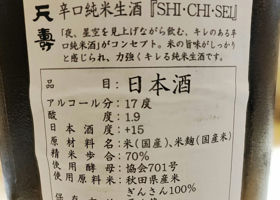 天寿
辛口純米生酒『SHI・CHI・SEI』
「夜、星空を見上げながら飲む、キレのある辛
口純米酒」がコンセプト。米の旨味がしっかり
と感じられ、力強くキレる純米生酒です。
品目:日本酒
アルコール分:17度
酸度:1.9
日本酒度:+15
原材料名:米(国産)、米麹(国産米)
精米歩合:70%
使用酵母:協会701号
使用原料米:秋田県産米
ぎんさん100%